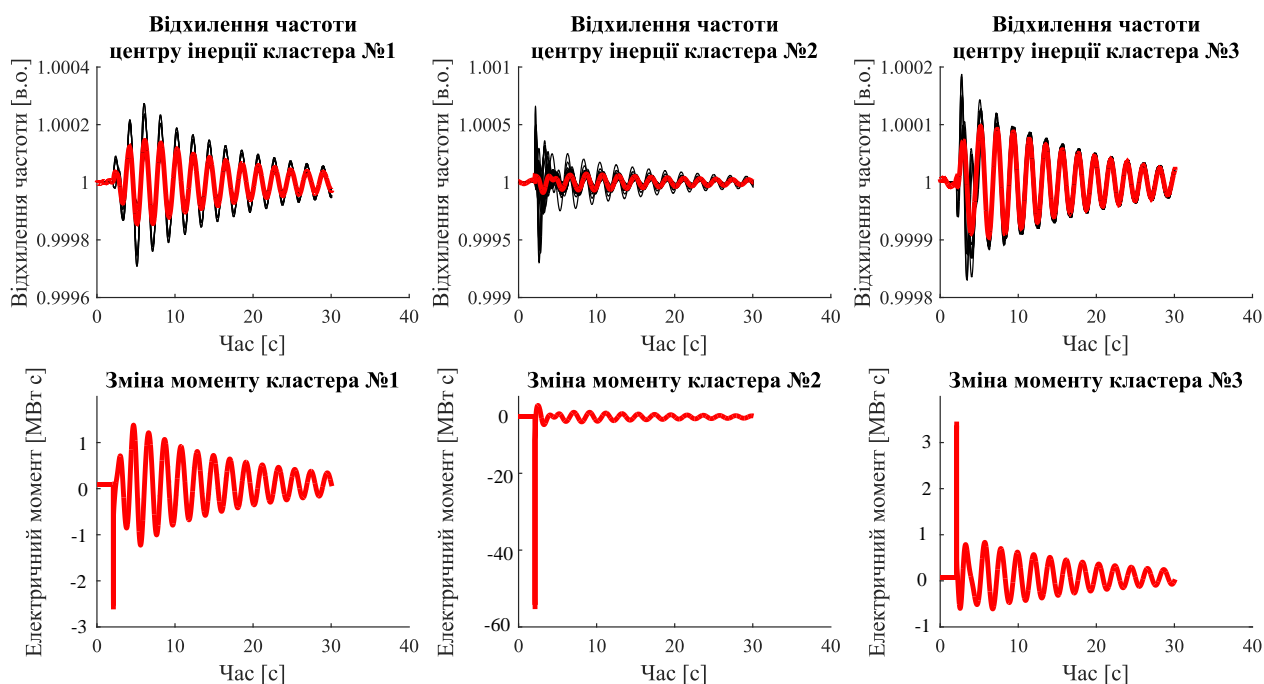 Відхилення частоти
центру інерції кластера №1
Відхилення частоти [в.о.]
1.0004
1.0002
1
0.9998
0.9996
0 10 20 30 40
Час [с]
Відхилення частоти
центру інерції кластера №2
Відхилення частоти [в.о.]
1.001
1.0005
1
0.9995
0.999
0 10 20 30 40
Час [с]
Відхилення частоти
центру інерції кластера №3
Відхилення частоти [в.о.]
1.0002
1.0001
1
0.9999
0.9998
0 10 20 30 40
Час [с]
Зміна моменту кластера №1
Електричний момент [МВт с]
1
0
-1
-2
-3
0 10 20 30 40
Час [с]
Зміна моменту кластера №2
Електричний момент [МВт с]
0
-20
-40
-60
0 10 20 30 40
Час [с]
Зміна моменту кластера №3
Електричний момент [МВт с]
3
2
1
0
-1
0 10 20 30 40
Час [с]